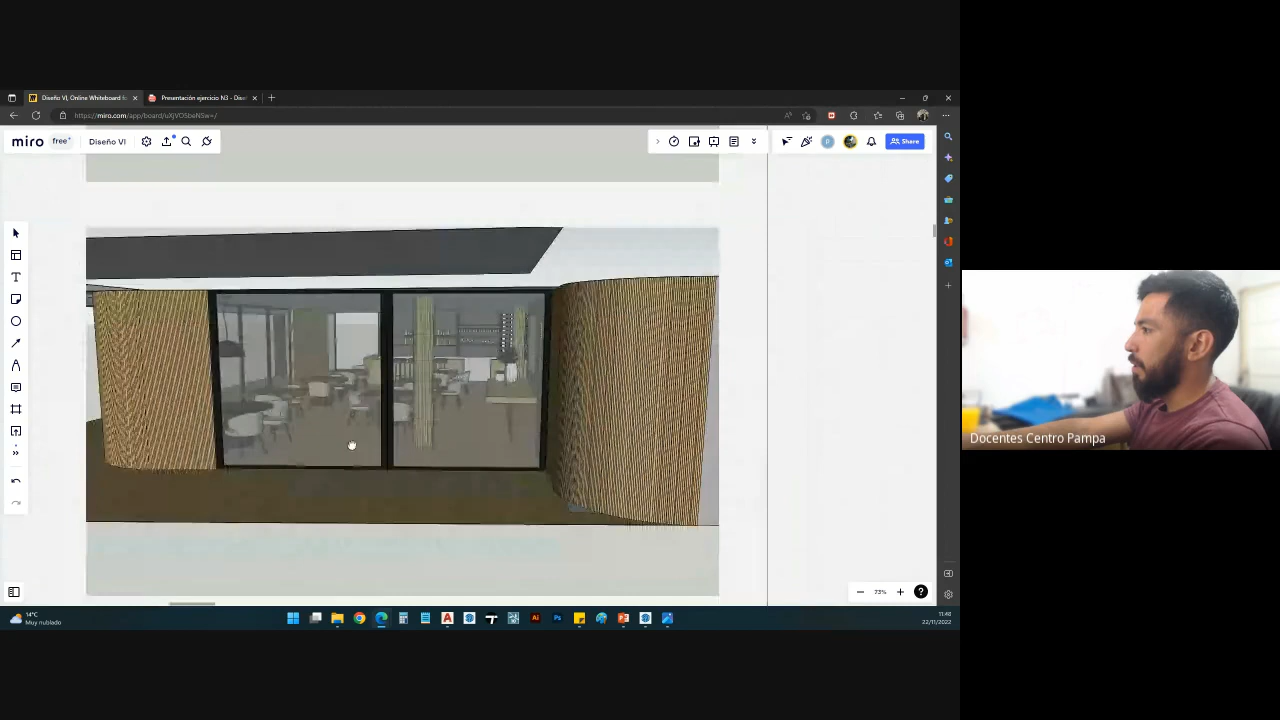 Diseño VI, Online Whiteboard f
Presentación ejercicio N3 - Dise
https://miro.com/app/board/uXjVOSbeNSw=/
miro
free
Diseño VI
Share
Docentes Centro Pampa
73%
14°C
Muy nublado
11:48
22/11/2022